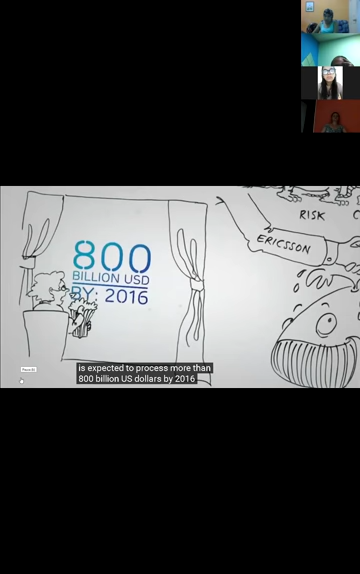 RISK
ERICSSON
800
BILLION USD
BY: 2016
is expected to process more than
800 billion US dollars by 2016